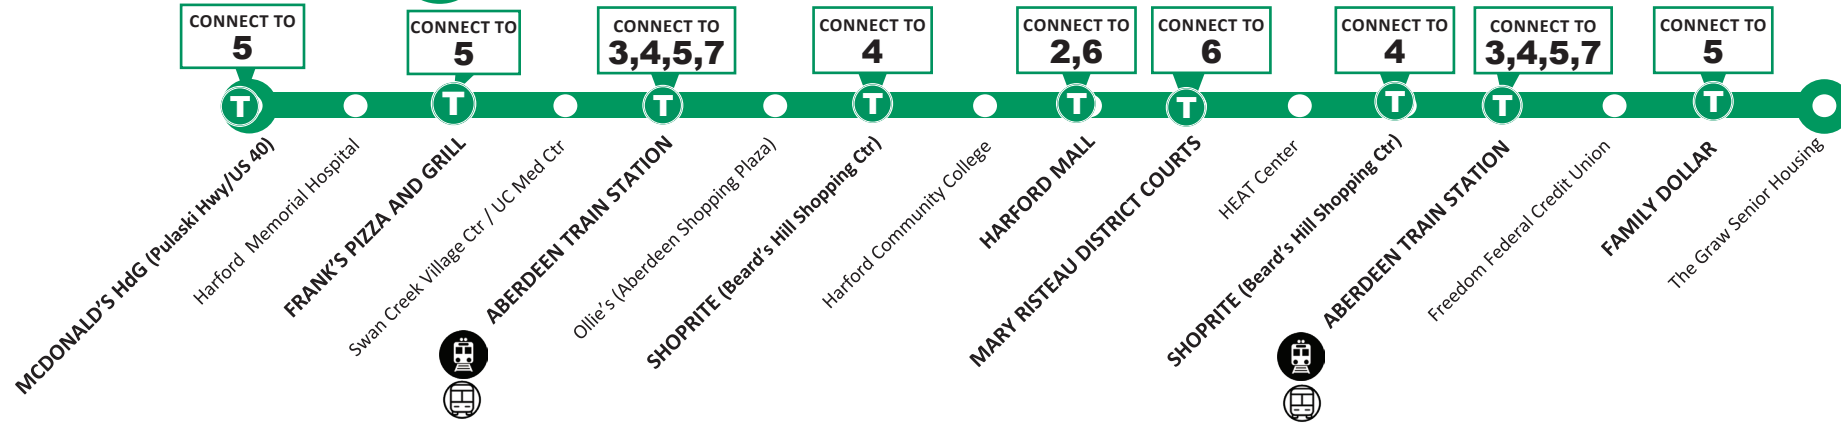 CONNECT TO
5
CONNECT TO
5
CONNECT TO
3,4,5,7
CONNECT TO
4
CONNECT TO
2,6
CONNECT TO
6
CONNECT TO
4
CONNECT TO
3,4,5,7
CONNECT TO
5
T
T
T
T
T
T
T
T
T
MCDONALD'S HdG (Pulaski Hwy/US 40)
Harford Memorial Hospital
FRANK'S PIZZA AND GRILL
Swan Creek Village Ctr / UC Med Ctr
ABERDEEN TRAIN STATION
Ollie's (Aberdeen Shopping Plaza)
SHOPRITE (Beard's Hill Shopping Ctr)
Harford Community College
HARFORD MALL
MARY RISTEAU DISTRICT COURTS
HEAT Center
SHOPRITE (Beard's Hill Shopping Ctr)
ABERDEEN TRAIN STATION
Freedom Federal Credit Union
FAMILY DOLLAR
The Graw Senior Housing